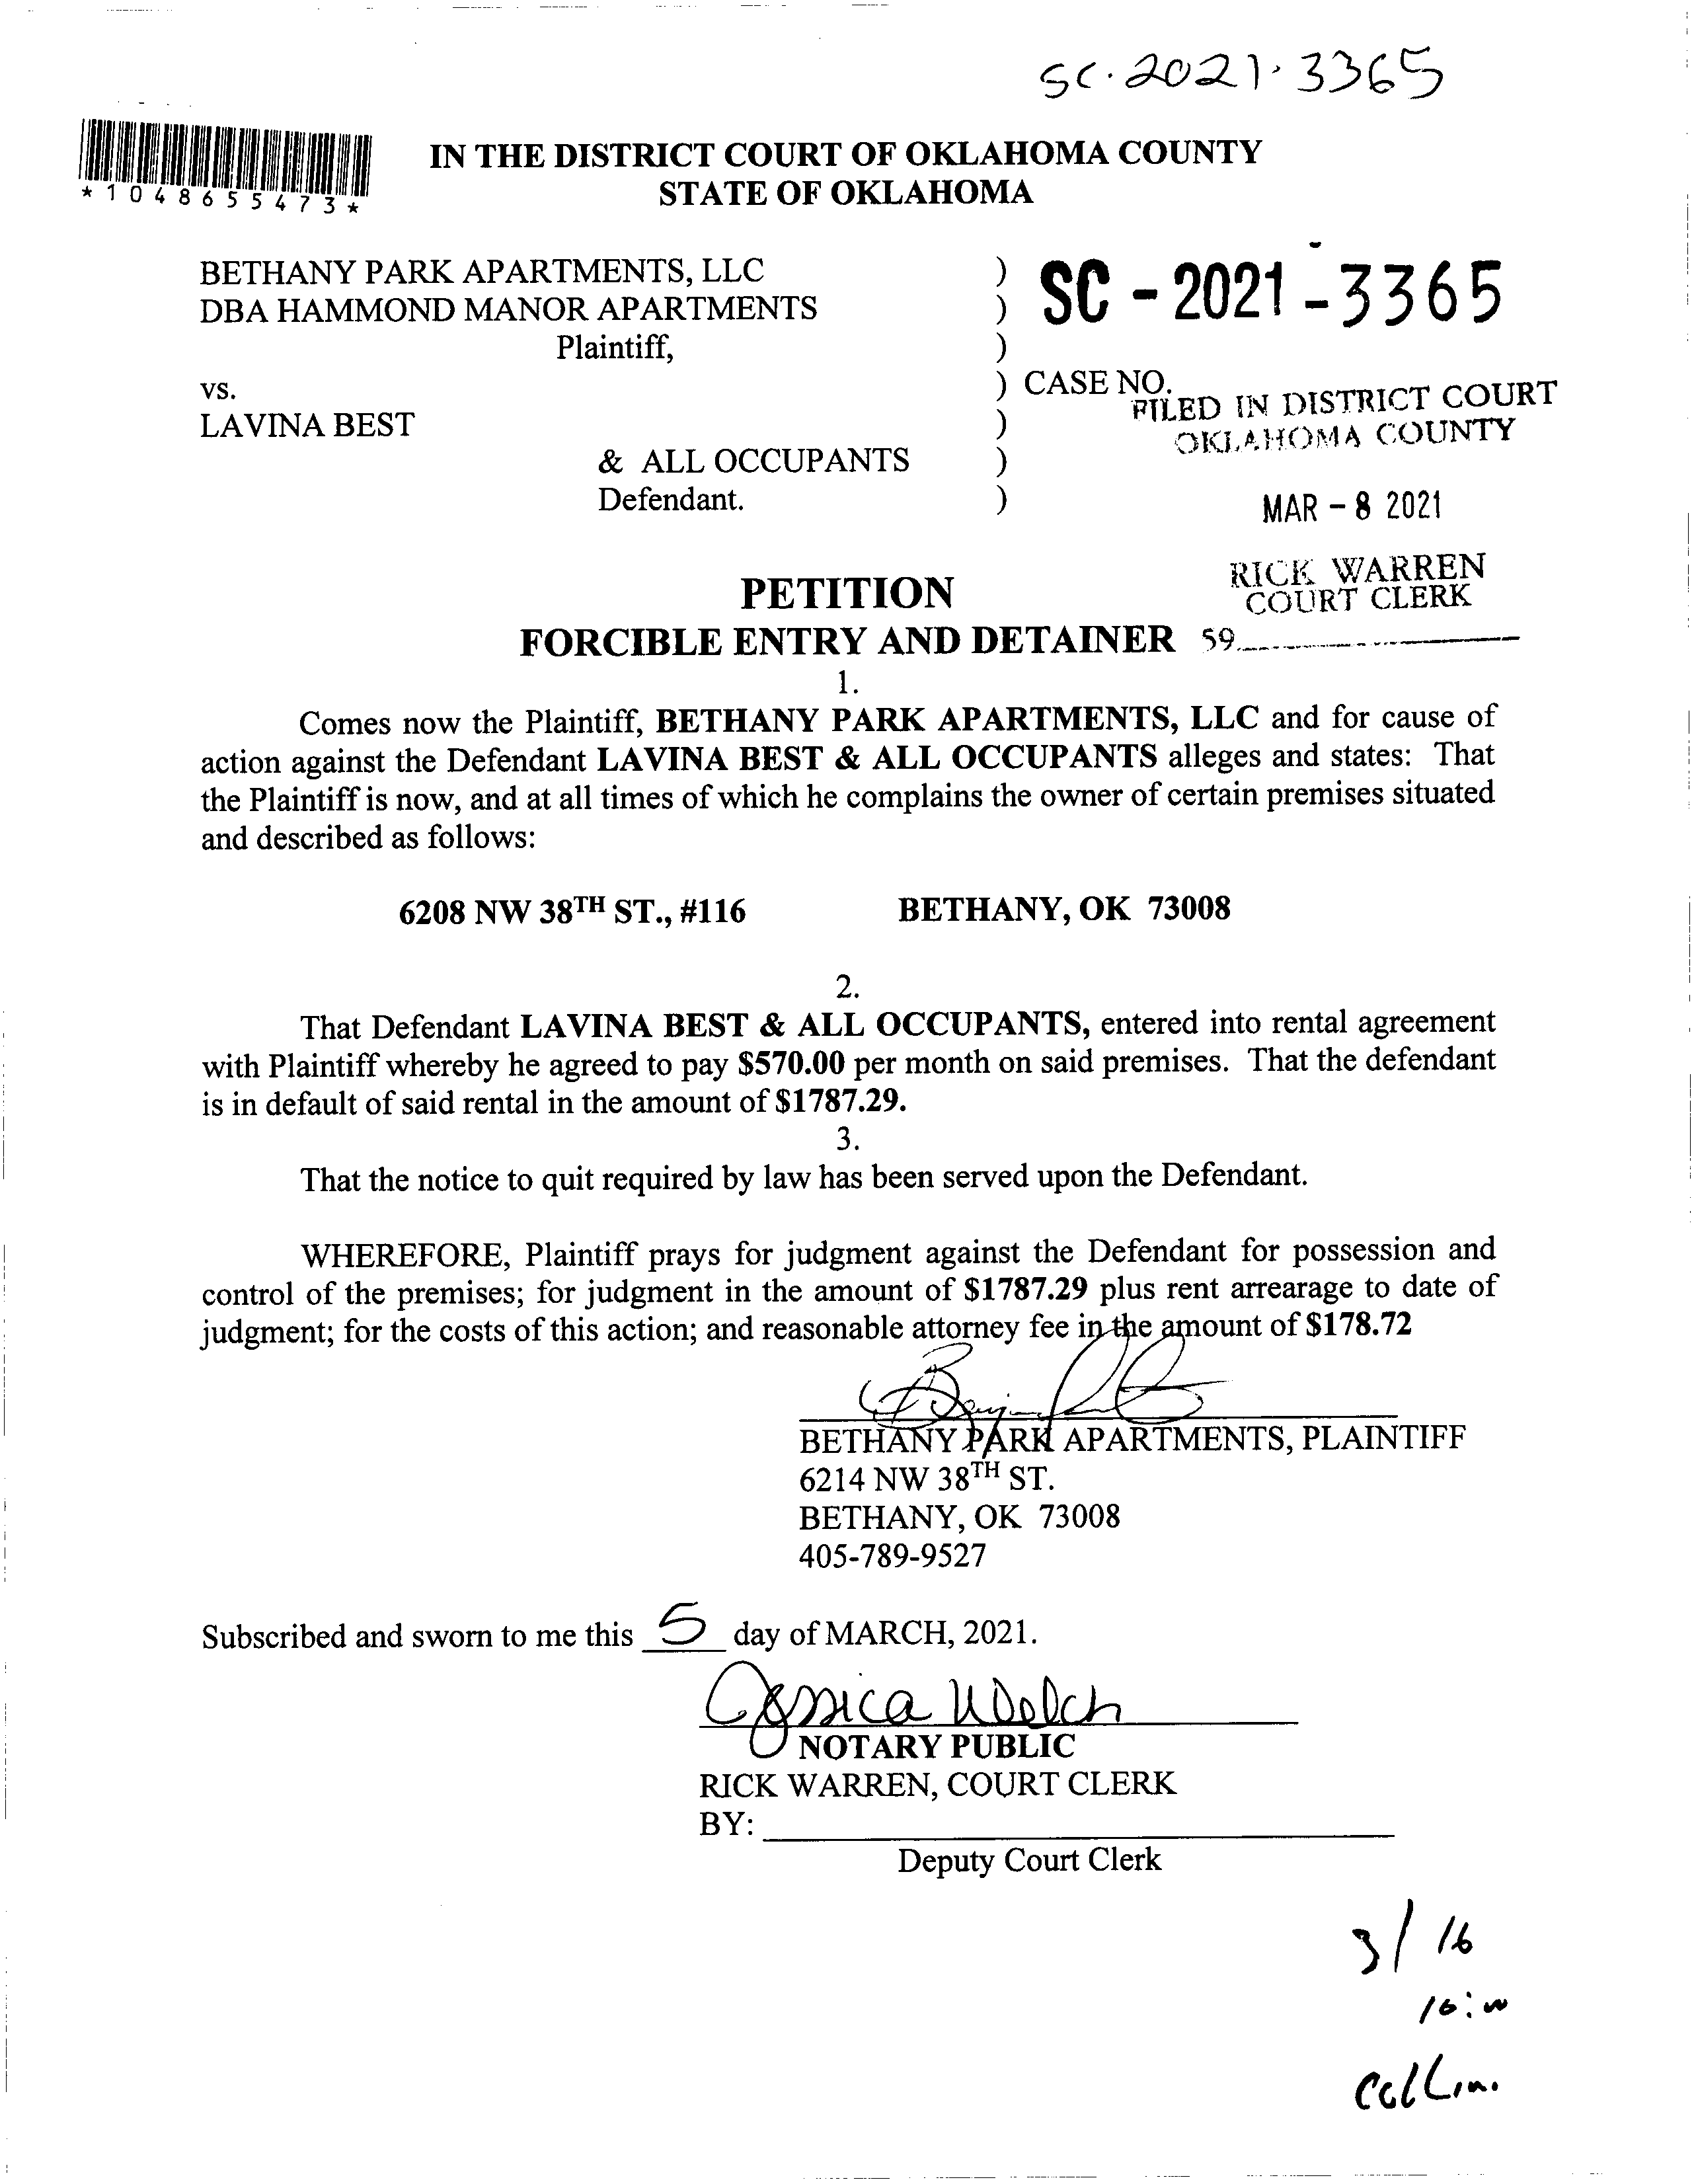 SC.2021.3365
*1048655473*
IN THE DISTRICT COURT OF OKLAHOMA COUNTY
STATE OF OKLAHOMA
BETHANY PARK APARTMENTS, LLC )
DBA HAMMOND MANOR APARTMENTS )
Plaintiff, )
SC - 2021 - 3365
vs. ) CASE NO.
LAVINA BEST )
& ALL OCCUPANTS )
Defendant. )
FILED IN DISTRICT COURT
OKLAHOMA COUNTY
MAR - 8 2021
RICK WARREN
COURT CLERK
59
PETITION
FORCIBLE ENTRY AND DETAINER
1.
Comes now the Plaintiff, BETHANY PARK APARTMENTS, LLC and for cause of
action against the Defendant LAVINA BEST & ALL OCCUPANTS alleges and states: That
the Plaintiff is now, and at all times of which he complains the owner of certain premises situated
and described as follows:
6208 NW 38TH ST., #116 BETHANY, OK 73008
2.
That Defendant LAVINA BEST & ALL OCCUPANTS, entered into rental agreement
with Plaintiff whereby he agreed to pay $570.00 per month on said premises. That the defendant
is in default of said rental in the amount of $1787.29.
3.
That the notice to quit required by law has been served upon the Defendant.
WHEREFORE, Plaintiff prays for judgment against the Defendant for possession and
control of the premises; for judgment in the amount of $1787.29 plus rent arrearage to date of
judgment; for the costs of this action; and reasonable attorney fee in the amount of $178.72
BETHANY PARK APARTMENTS, PLAINTIFF
6214 NW 38TH ST.
BETHANY, OK 73008
405-789-9527
Subscribed and sworn to me this 5 day of MARCH, 2021.
Jessica Welch
NOTARY PUBLIC
RICK WARREN, COURT CLERK
BY:
Deputy Court Clerk
3/16